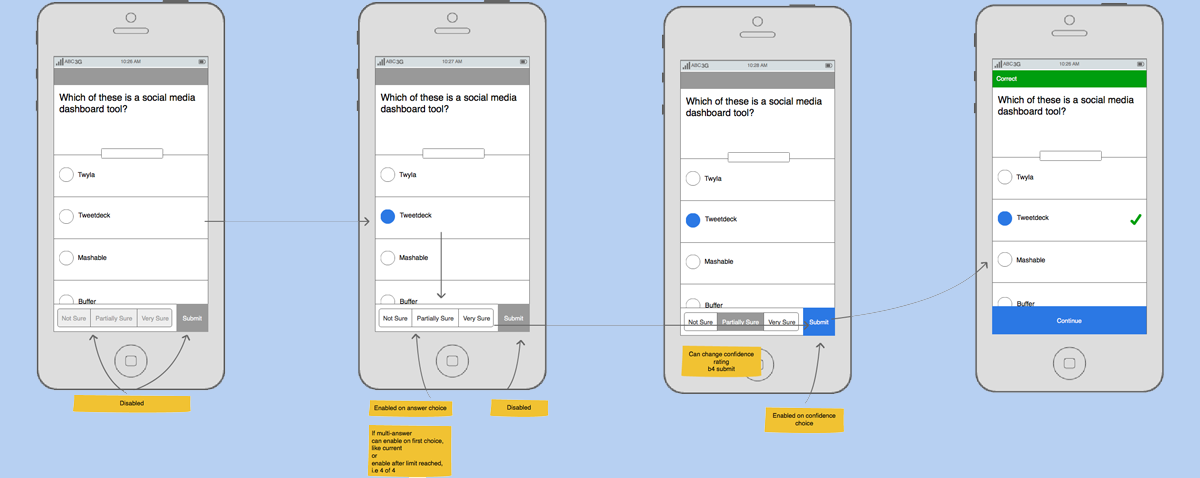 ABC 3G 10:26 AM
Which of these is a social media
dashboard tool?
Twyla
Tweetdeck
Mashable
Buffer
Not Sure Partially Sure Very Sure Submit
Disabled
ABC 3G 10:27 AM
Which of these is a social media
dashboard tool?
Twyla
Tweetdeck
Mashable
Buffer
Not Sure Partially Sure Very Sure Submit
Enabled on answer choice
Disabled
If multi-answer
can enable on first choice,
like current
or
enable after limit reached,
i.e 4 of 4
ABC 3G 10:28 AM
Which of these is a social media
dashboard tool?
Twyla
Tweetdeck
Mashable
Buffer
Not Sure Partially Sure Very Sure Submit
Can change confidence
rating
b4 submit
Enabled on confidence
choice
ABC 3G 10:26 AM
Correct
Which of these is a social media
dashboard tool?
Twyla
Tweetdeck
Mashable
Buffer
Continue